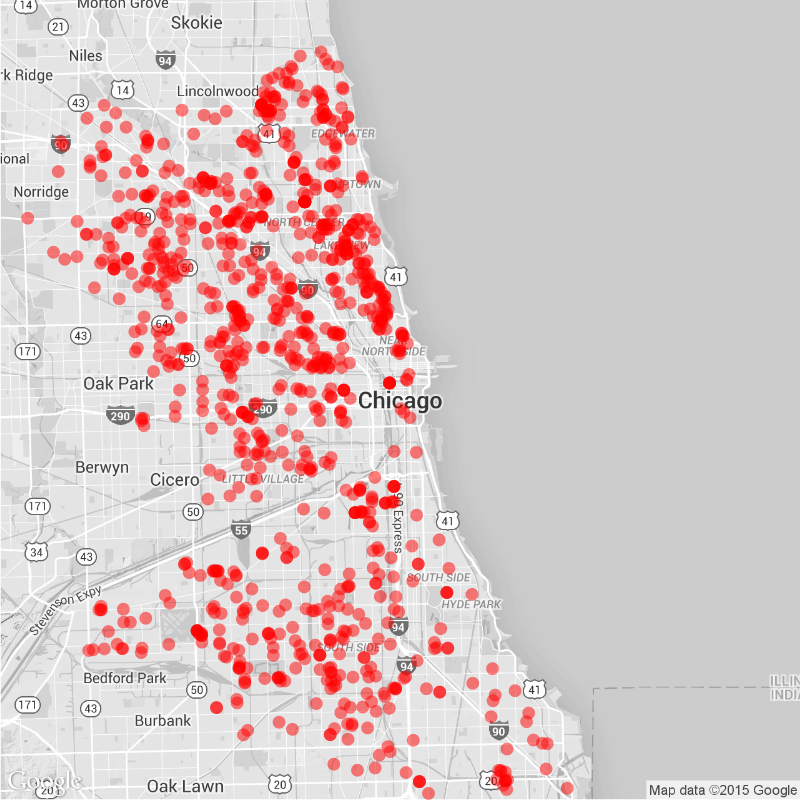 14
Morton Grove
21
Skokie
Niles
94
rk Ridge
14
Lincolnwood
43
41
EDGEWATER
90
ional
Norridge
UPTOWN
19
NORTH CENTER
LAKEVIEW
94
50
41
90
64
43
NEAR
NORTH SIDE
171
50
Oak Park
Chicago
290
290
Berwyn
Cicero
LITTLE VILLAGE
171
50
90 Express
41
55
34
43
SOUTH SIDE
Stevenson Expy
HYDE PARK
94
SOUTH SIDE
94
Bedford Park
ILLIN
INDIA
50
41
171
43
Burbank
90
Google
20
Oak Lawn
20
20
Map data ©2015 Google